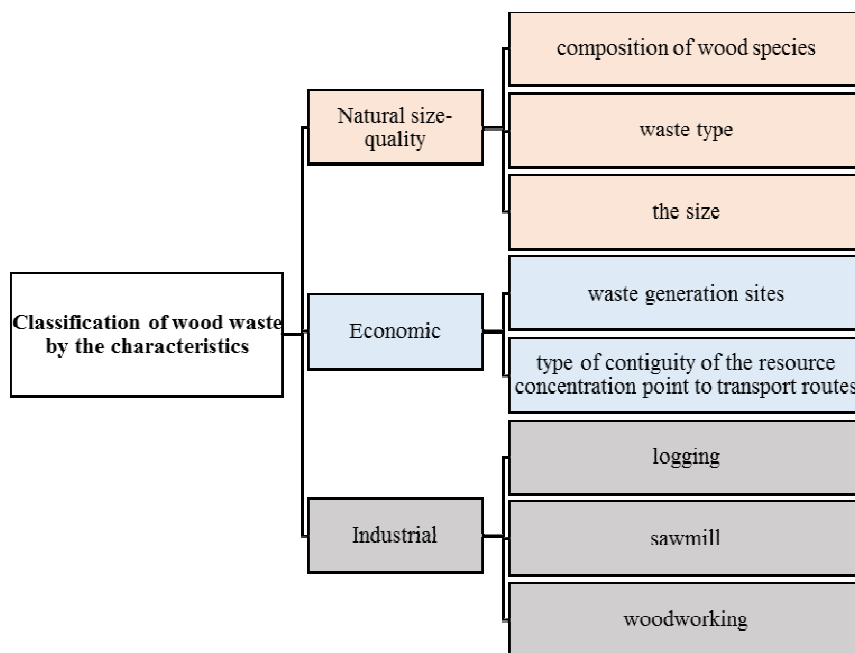 Classification of wood waste
by the characteristics
Natural size-
quality
composition of wood species
waste type
the size
Economic
waste generation sites
type of contiguity of the resource
concentration point to transport routes
Industrial
logging
sawmill
woodworking